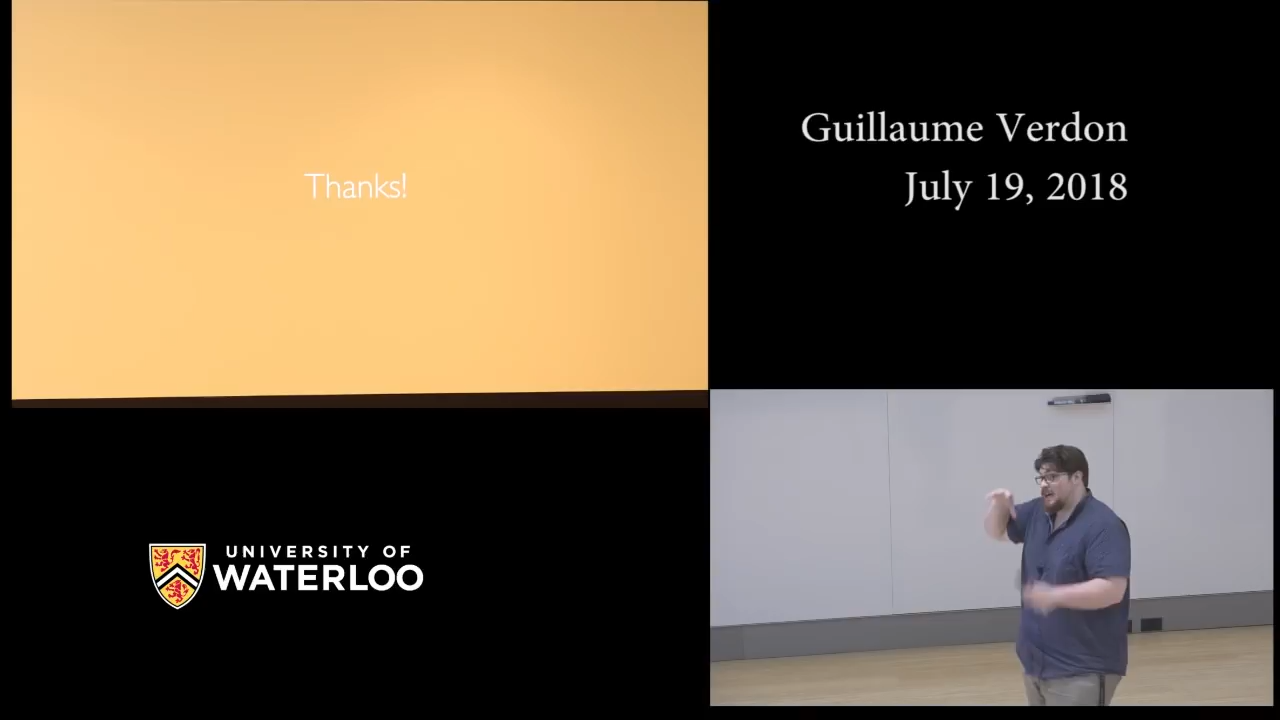 Thanks!
Guillaume Verdon
July 19, 2018
UNIVERSITY OF
WATERLOO